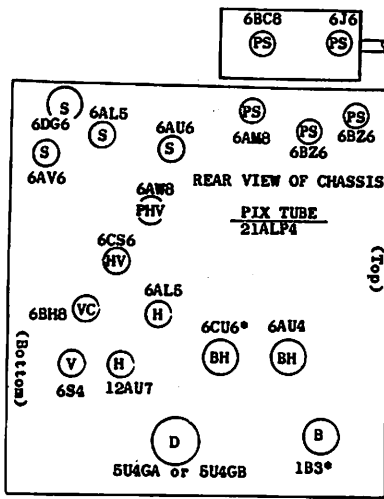 6BC8 6J6
PS PS
S 6AL5 6AU6 PS PS
6DG6 S S 6AM8 PS 6BZ6
S 6BZ6
6AV6
6AW8 REAR VIEW OF CHASSIS
PHV PIX TUBE
21ALP4
6CS6
HV
(Top)
6AL5
VC H 6CU6* 6AU4
6BH8
BH BH
(Bottom)
V H
6S4 12AU7
D B
5U4GA or 5U4GB 1B3*